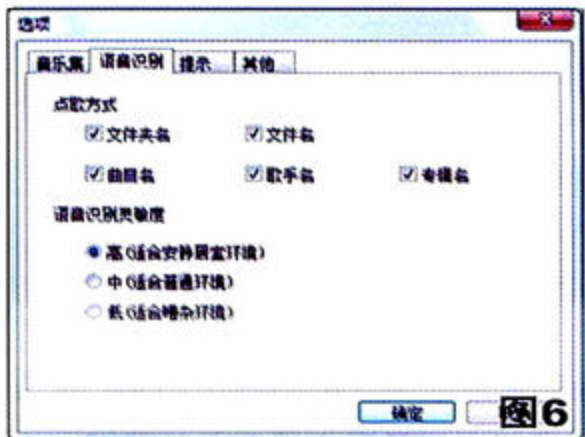 选项
音乐集 语音识别 提示 其他
点歌方式
文件夹名 文件名
曲目名 歌手名 专辑名
语音识别灵敏度
高(适合安静居室环境)
中(适合普通环境)
低(适合嘈杂环境)
确定 图6